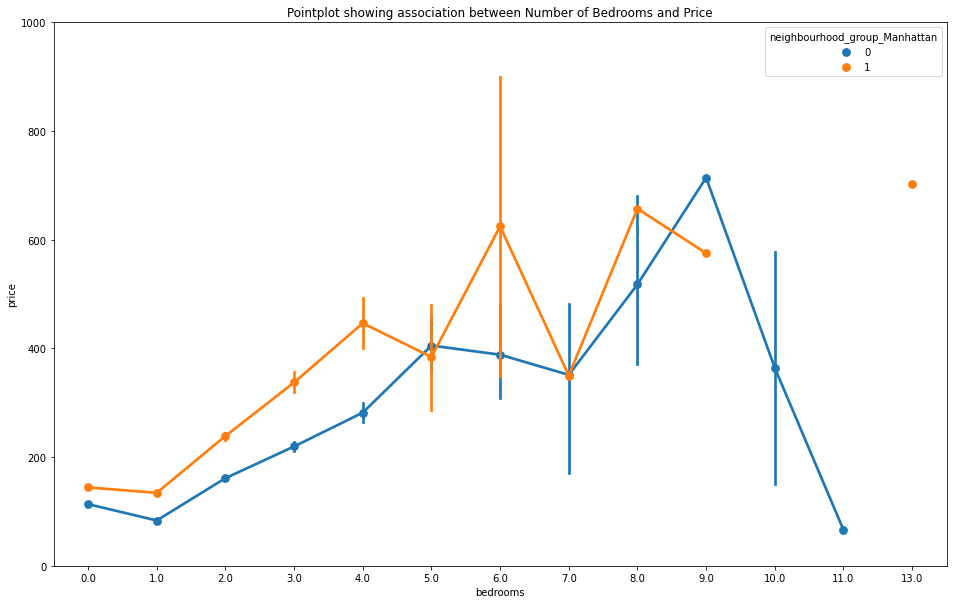 Pointplot showing association between Number of Bedrooms and Price
neighbourhood_group_Manhattan
0
1
1000
800
600
400
200
0
price
0.0 1.0 2.0 3.0 4.0 5.0 6.0 7.0 8.0 9.0 10.0 11.0 13.0
bedrooms